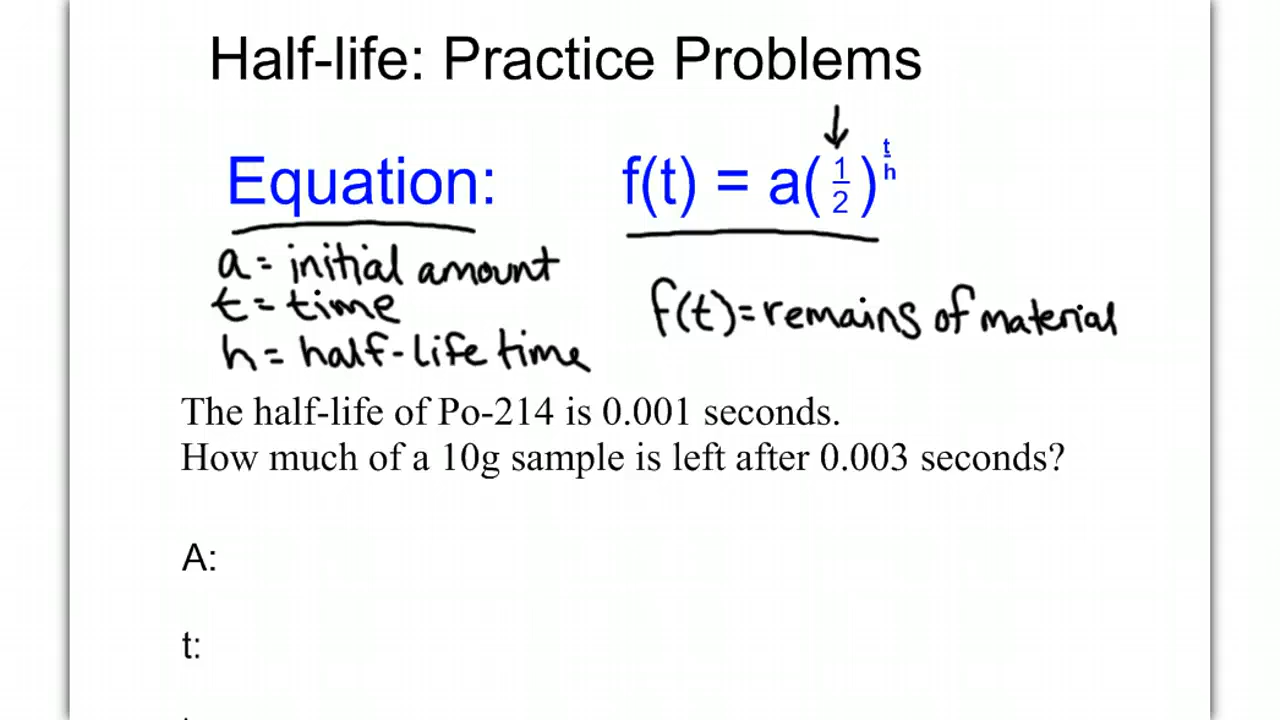 Half-life: Practice Problems
Equation: f(t) = a(1/2)^t/h
a = initial amount
t = time
h = half-life time
f(t) = remains of material
The half-life of Po-214 is 0.001 seconds.
How much of a 10g sample is left after 0.003 seconds?
A:
t: